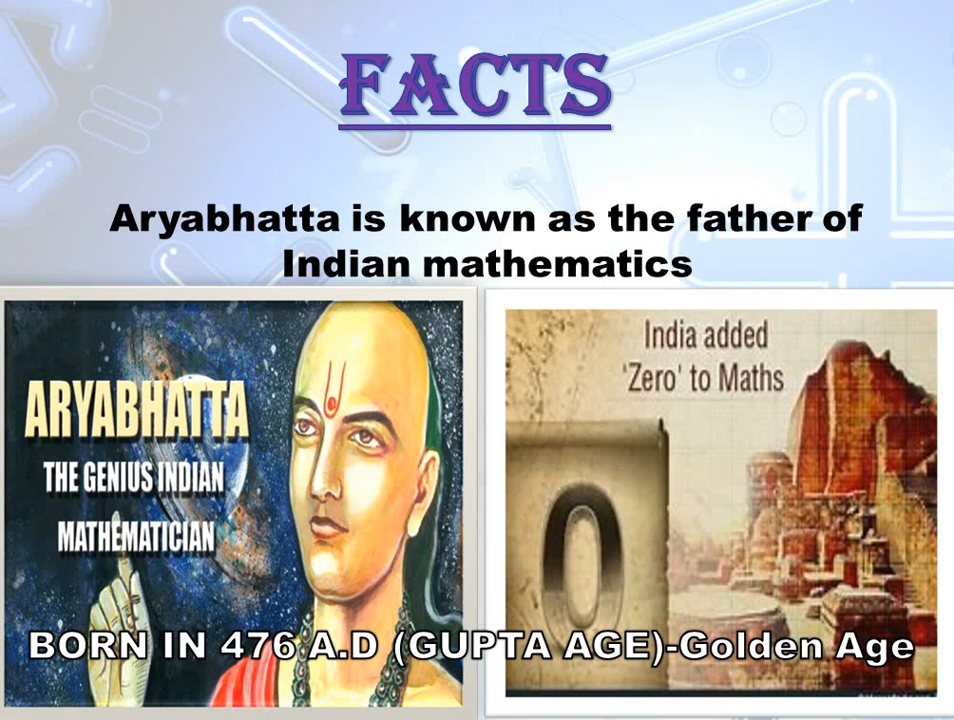 FACTS
Aryabhatta is known as the father of
Indian mathematics
ARYABHATTA
THE GENIUS INDIAN
MATHEMATICIAN
India added
'Zero' to Maths
0
BORN IN 476 A.D (GUPTA AGE)-Golden Age